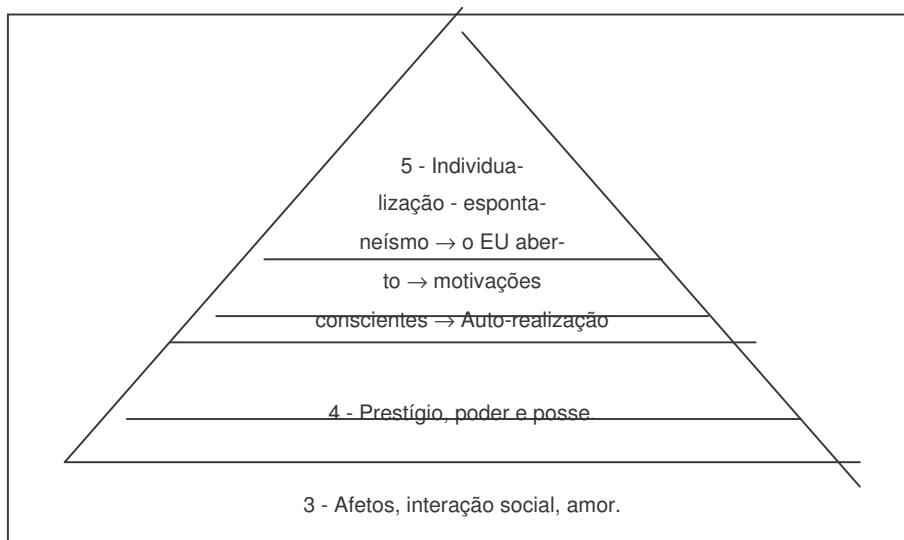 5 - Individua-
lização - esponta-
neísmo → o EU aber-
to → motivações
conscientes → Auto-realização
4 - Prestígio, poder e posse.
3 - Afetos, interação social, amor.